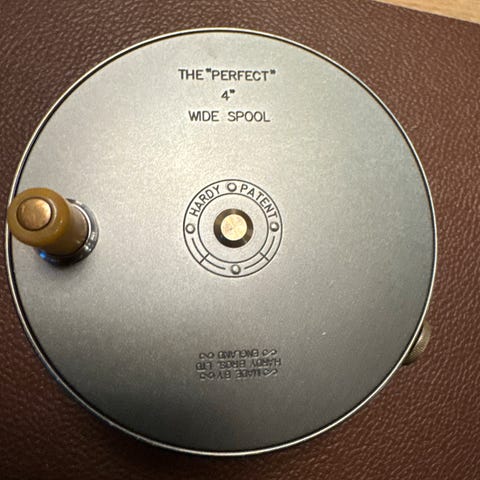 THE "PERFECT"
4"
WIDE SPOOL
HARDY PATENT
MADE BY
HARDY BROS. LTD
ENGLAND